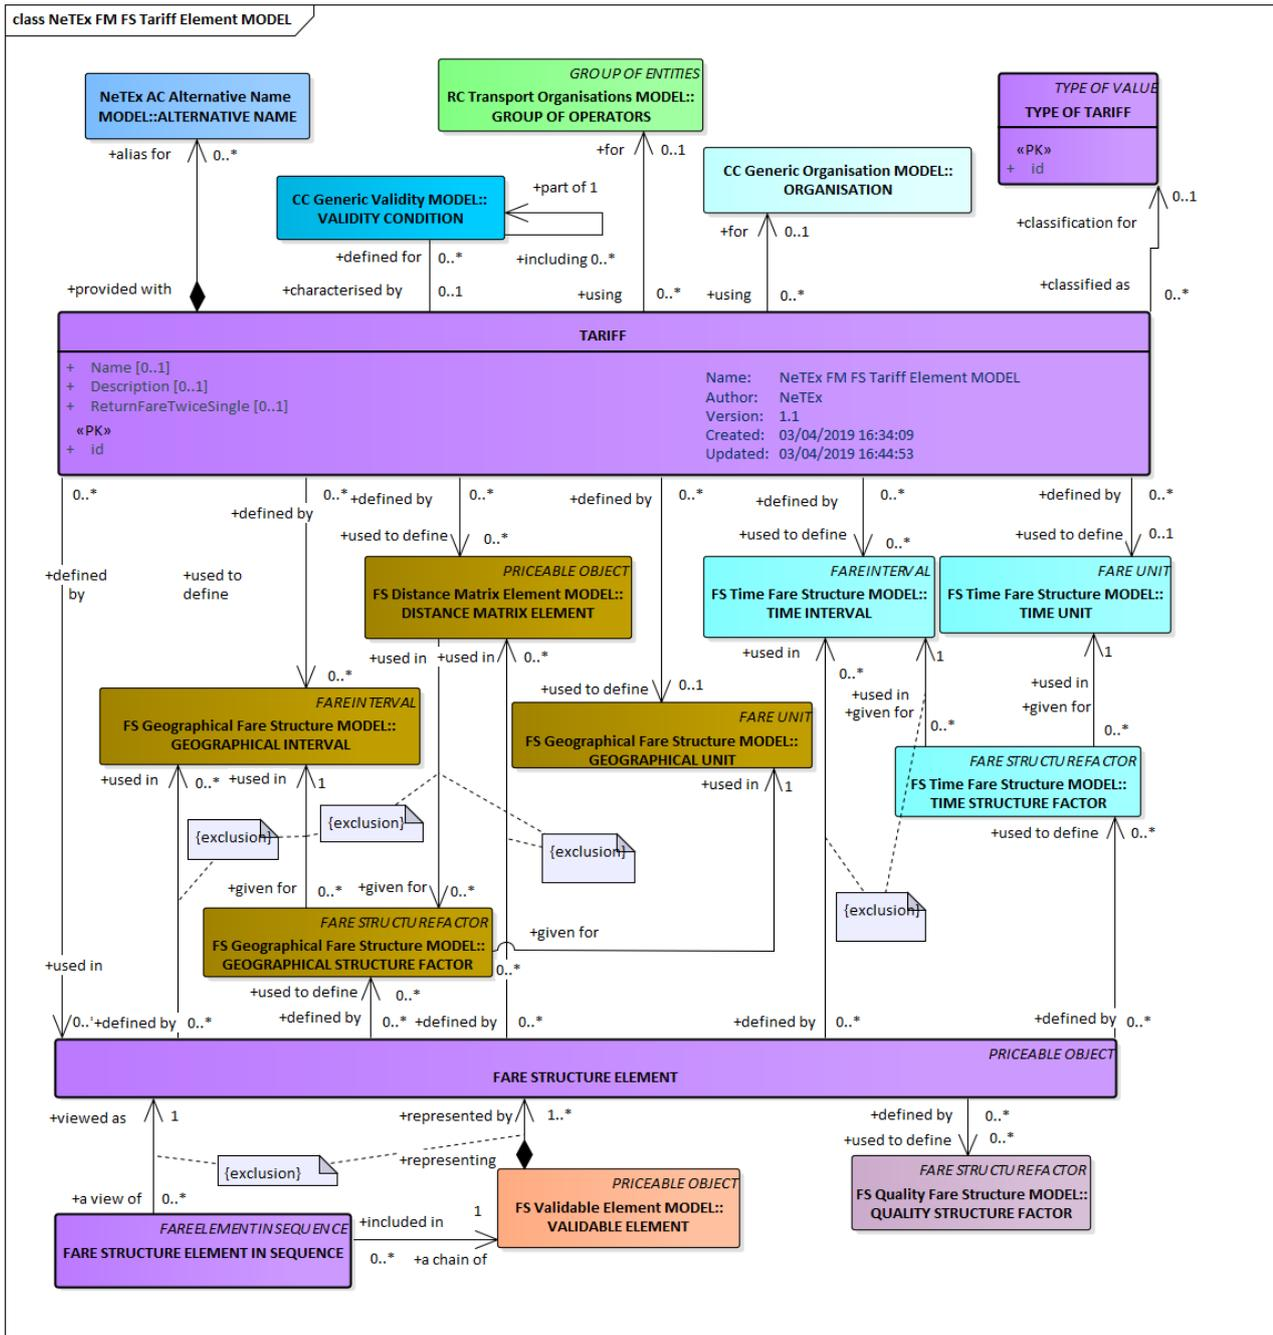 class NeTEx FM FS Tariff Element MODEL
NeTEx AC Alternative Name
MODEL::ALTERNATIVE NAME
GROUP OF ENTITIES
RC Transport Organisations MODEL::
GROUP OF OPERATORS
TYPE OF VALUE
TYPE OF TARIFF
«PK»
+ id
+alias for
0..*
+for
0..1
CC Generic Organisation MODEL::
ORGANISATION
CC Generic Validity MODEL::
VALIDITY CONDITION
+part of 1
+including 0..*
0..1
+classification for
+for
0..1
+defined for
0..*
+provided with
+characterised by
0..1
+using
0..*
+using
0..*
+classified as
0..*
TARIFF
+ Name [0..1]
+ Description [0..1]
+ ReturnFareTwiceSingle [0..1]
«PK»
+ id
Name: NeTEx FM FS Tariff Element MODEL
Author: NeTEx
Version: 1.1
Created: 03/04/2019 16:34:09
Updated: 03/04/2019 16:44:53
0..*
0..*
+defined by
+defined by
0..*
+defined by
0..*
+defined by
0..*
+defined by
0..*
+used to define
0..*
+used to define
0..*
+used to define
0..1
+defined
by
+used to
define
PRICEABLE OBJECT
FS Distance Matrix Element MODEL::
DISTANCE MATRIX ELEMENT
FAREINTERVAL
FS Time Fare Structure MODEL::
TIME INTERVAL
FARE UNIT
FS Time Fare Structure MODEL::
TIME UNIT
+used in
+used in
0..*
+used in
0..*
1
1
0..*
+used to define
0..1
+used in
+given for
+used in
+given for
0..*
0..*
FAREINTERVAL
FS Geographical Fare Structure MODEL::
GEOGRAPHICAL INTERVAL
FARE UNIT
FS Geographical Fare Structure MODEL::
GEOGRAPHICAL UNIT
FARE STRUCTUREFACTOR
FS Time Fare Structure MODEL::
TIME STRUCTURE FACTOR
+used in
0..*
+used in
1
+used in
1
{exclusion}
{exclusion}
{exclusion}
+used to define
0..*
+given for
0..*
+given for
0..*
{exclusion}
FARE STRUCTUREFACTOR
FS Geographical Fare Structure MODEL::
GEOGRAPHICAL STRUCTURE FACTOR
+given for
0..*
+used in
+used to define
0..*
0..*
+defined by
0..*
+defined by
0..*
+defined by
0..*
+defined by
0..*
+defined by
0..*
PRICEABLE OBJECT
FARE STRUCTURE ELEMENT
+viewed as
1
+represented by
1..*
+defined by
0..*
+used to define
0..*
{exclusion}
+representing
+a view of
0..*
PRICEABLE OBJECT
FS Validable Element MODEL::
VALIDABLE ELEMENT
FARE STRUCTUREFACTOR
FS Quality Fare Structure MODEL::
QUALITY STRUCTURE FACTOR
FAREELEMENTINSEQUENCE
FARE STRUCTURE ELEMENT IN SEQUENCE
+included in
1
0..*
+a chain of